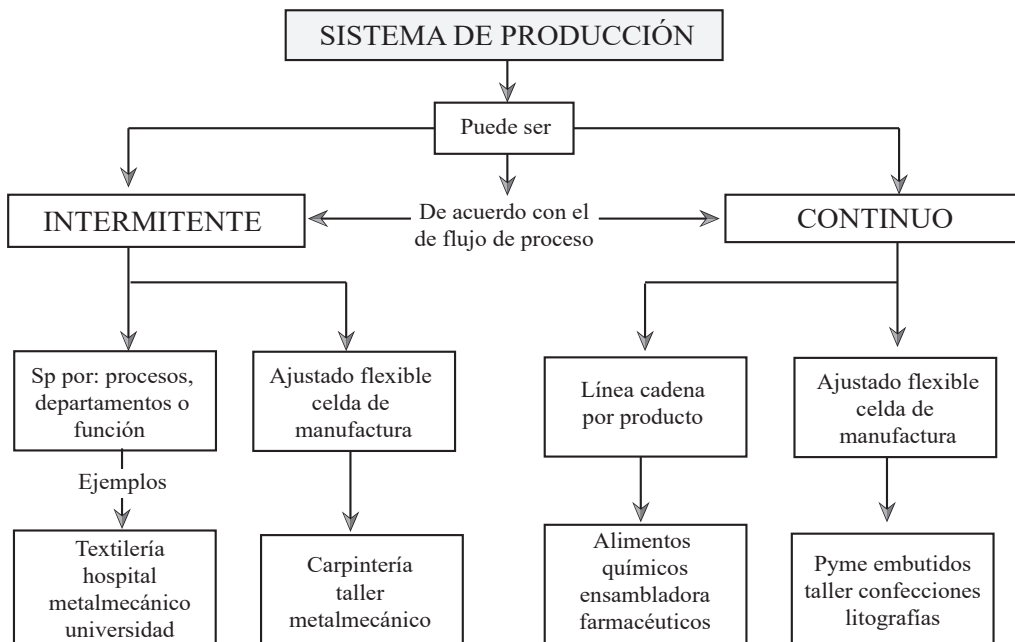 SISTEMA DE PRODUCCIÓN
Puede ser
INTERMITENTE
De acuerdo con el
de flujo de proceso
CONTINUO
Sp por: procesos,
departamentos o
función
Ajustado flexible
celda de
manufactura
Línea cadena
por producto
Ajustado flexible
celda de
manufactura
Ejemplos
Textilería
hospital
metalmecánico
universidad
Carpintería
taller
metalmecánico
Alimentos
químicos
ensambladora
farmacéuticos
Pyme embutidos
taller confecciones
litografías